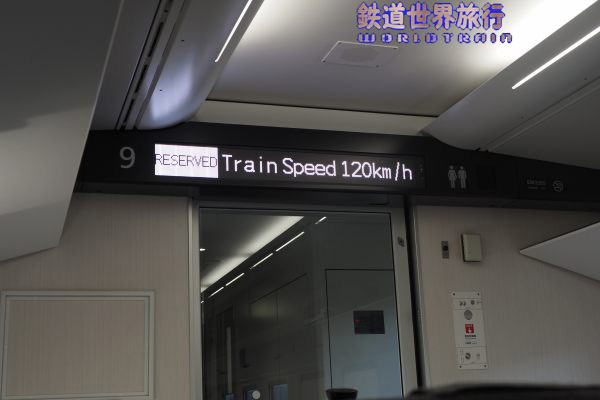 鉄道世界旅行
WORLDTRAIN
9 RESERVED Train Speed 120km/h